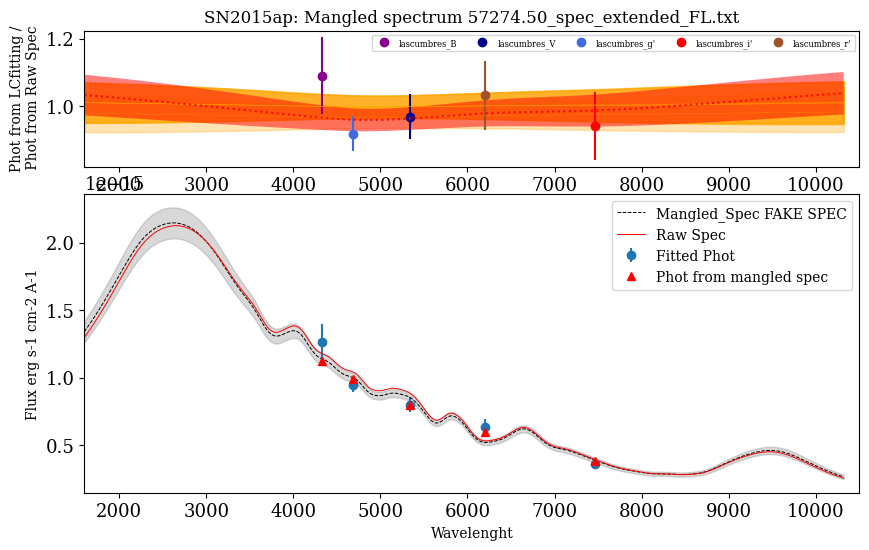 SN2015ap: Mangled spectrum 57274.50_spec_extended_FL.txt
Phot from LCfitting /
Phot from Raw Spec
1.2
1.0
lascumbres_B lascumbres_V lascumbres_g' lascumbres_i' lascumbres_r'
2000 3000 4000 5000 6000 7000 8000 9000 10000
1e−15
Flux erg s-1 cm-2 A-1
2.0
1.5
1.0
0.5
Mangled_Spec FAKE SPEC
Raw Spec
Fitted Phot
Phot from mangled spec
2000 3000 4000 5000 6000 7000 8000 9000 10000
Wavelenght